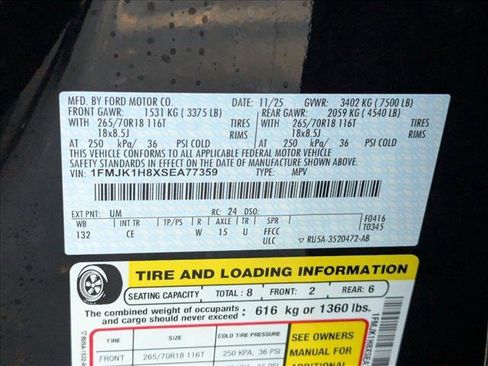 MFD. BY FORD MOTOR CO. DATE: 11/25 GVWR: 3402 KG ( 7500 LB)
FRONT GAWR: 1531 KG ( 3375 LB) REAR GAWR: 2059 KG ( 4540 LB)
WITH 265/70R18 116T TIRES WITH 265/70R18 116T TIRES
18x8.5J RIMS 18x8.5J RIMS
AT 250 kPa/ 36 PSI COLD AT 250 kPa/ 36 PSI COLD
THIS VEHICLE CONFORMS TO ALL APPLICABLE FEDERAL MOTOR VEHICLE
SAFETY STANDARDS IN EFFECT ON THE DATE OF MANUFACTURE SHOWN ABOVE.
VIN: 1FMJK1H8XSEA77359 TYPE: MPV
EXT PNT: UM RC: 24 DSO: F0416
WB INT TR TP/PS R AXLE TR SPR T0345
132 CE W 15 U FFCC
ULC ▽ RU5A-3520472-AB
TIRE AND LOADING INFORMATION
SEATING CAPACITY TOTAL : 8 FRONT: 2 REAR: 6
The combined weight of occupants and cargo should never exceed: 616 kg or 1360 lbs.
TIRE SIZE COLD TIRE PRESSURE
FRONT 265/70R18 116T 250 KPA, 36 PSI
SEE OWNERS
MANUAL FOR
ADDITIONAL